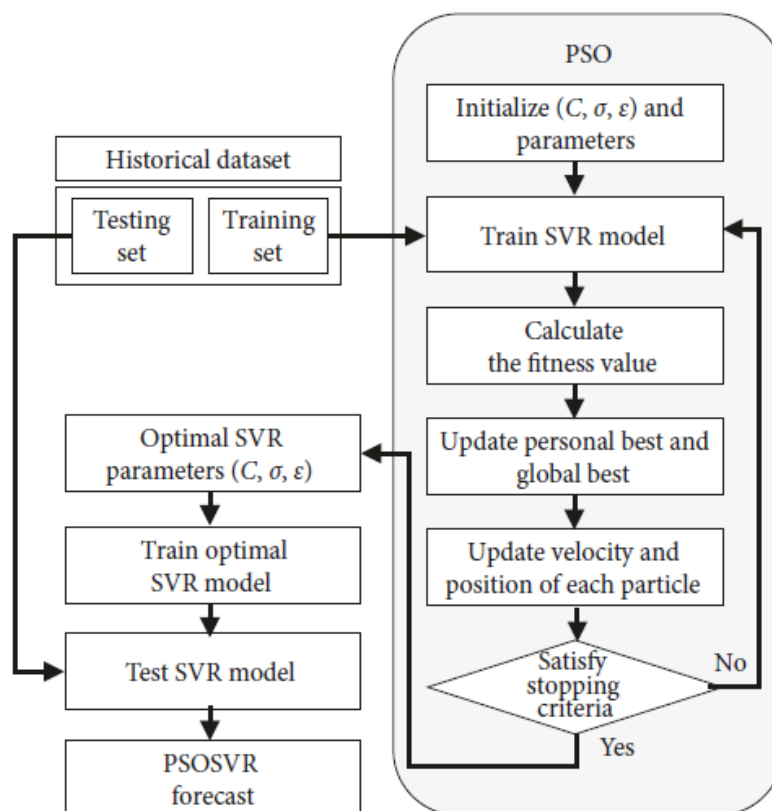 PSO
Initialize (C, σ, ε) and
parameters
Historical dataset
Testing
set
Training
set
Train SVR model
Calculate
the fitness value
Optimal SVR
parameters (C, σ, ε)
Update personal best and
global best
Train optimal
SVR model
Update velocity and
position of each particle
Test SVR model
Satisfy
stopping
criteria
No
Yes
PSOSVR
forecast